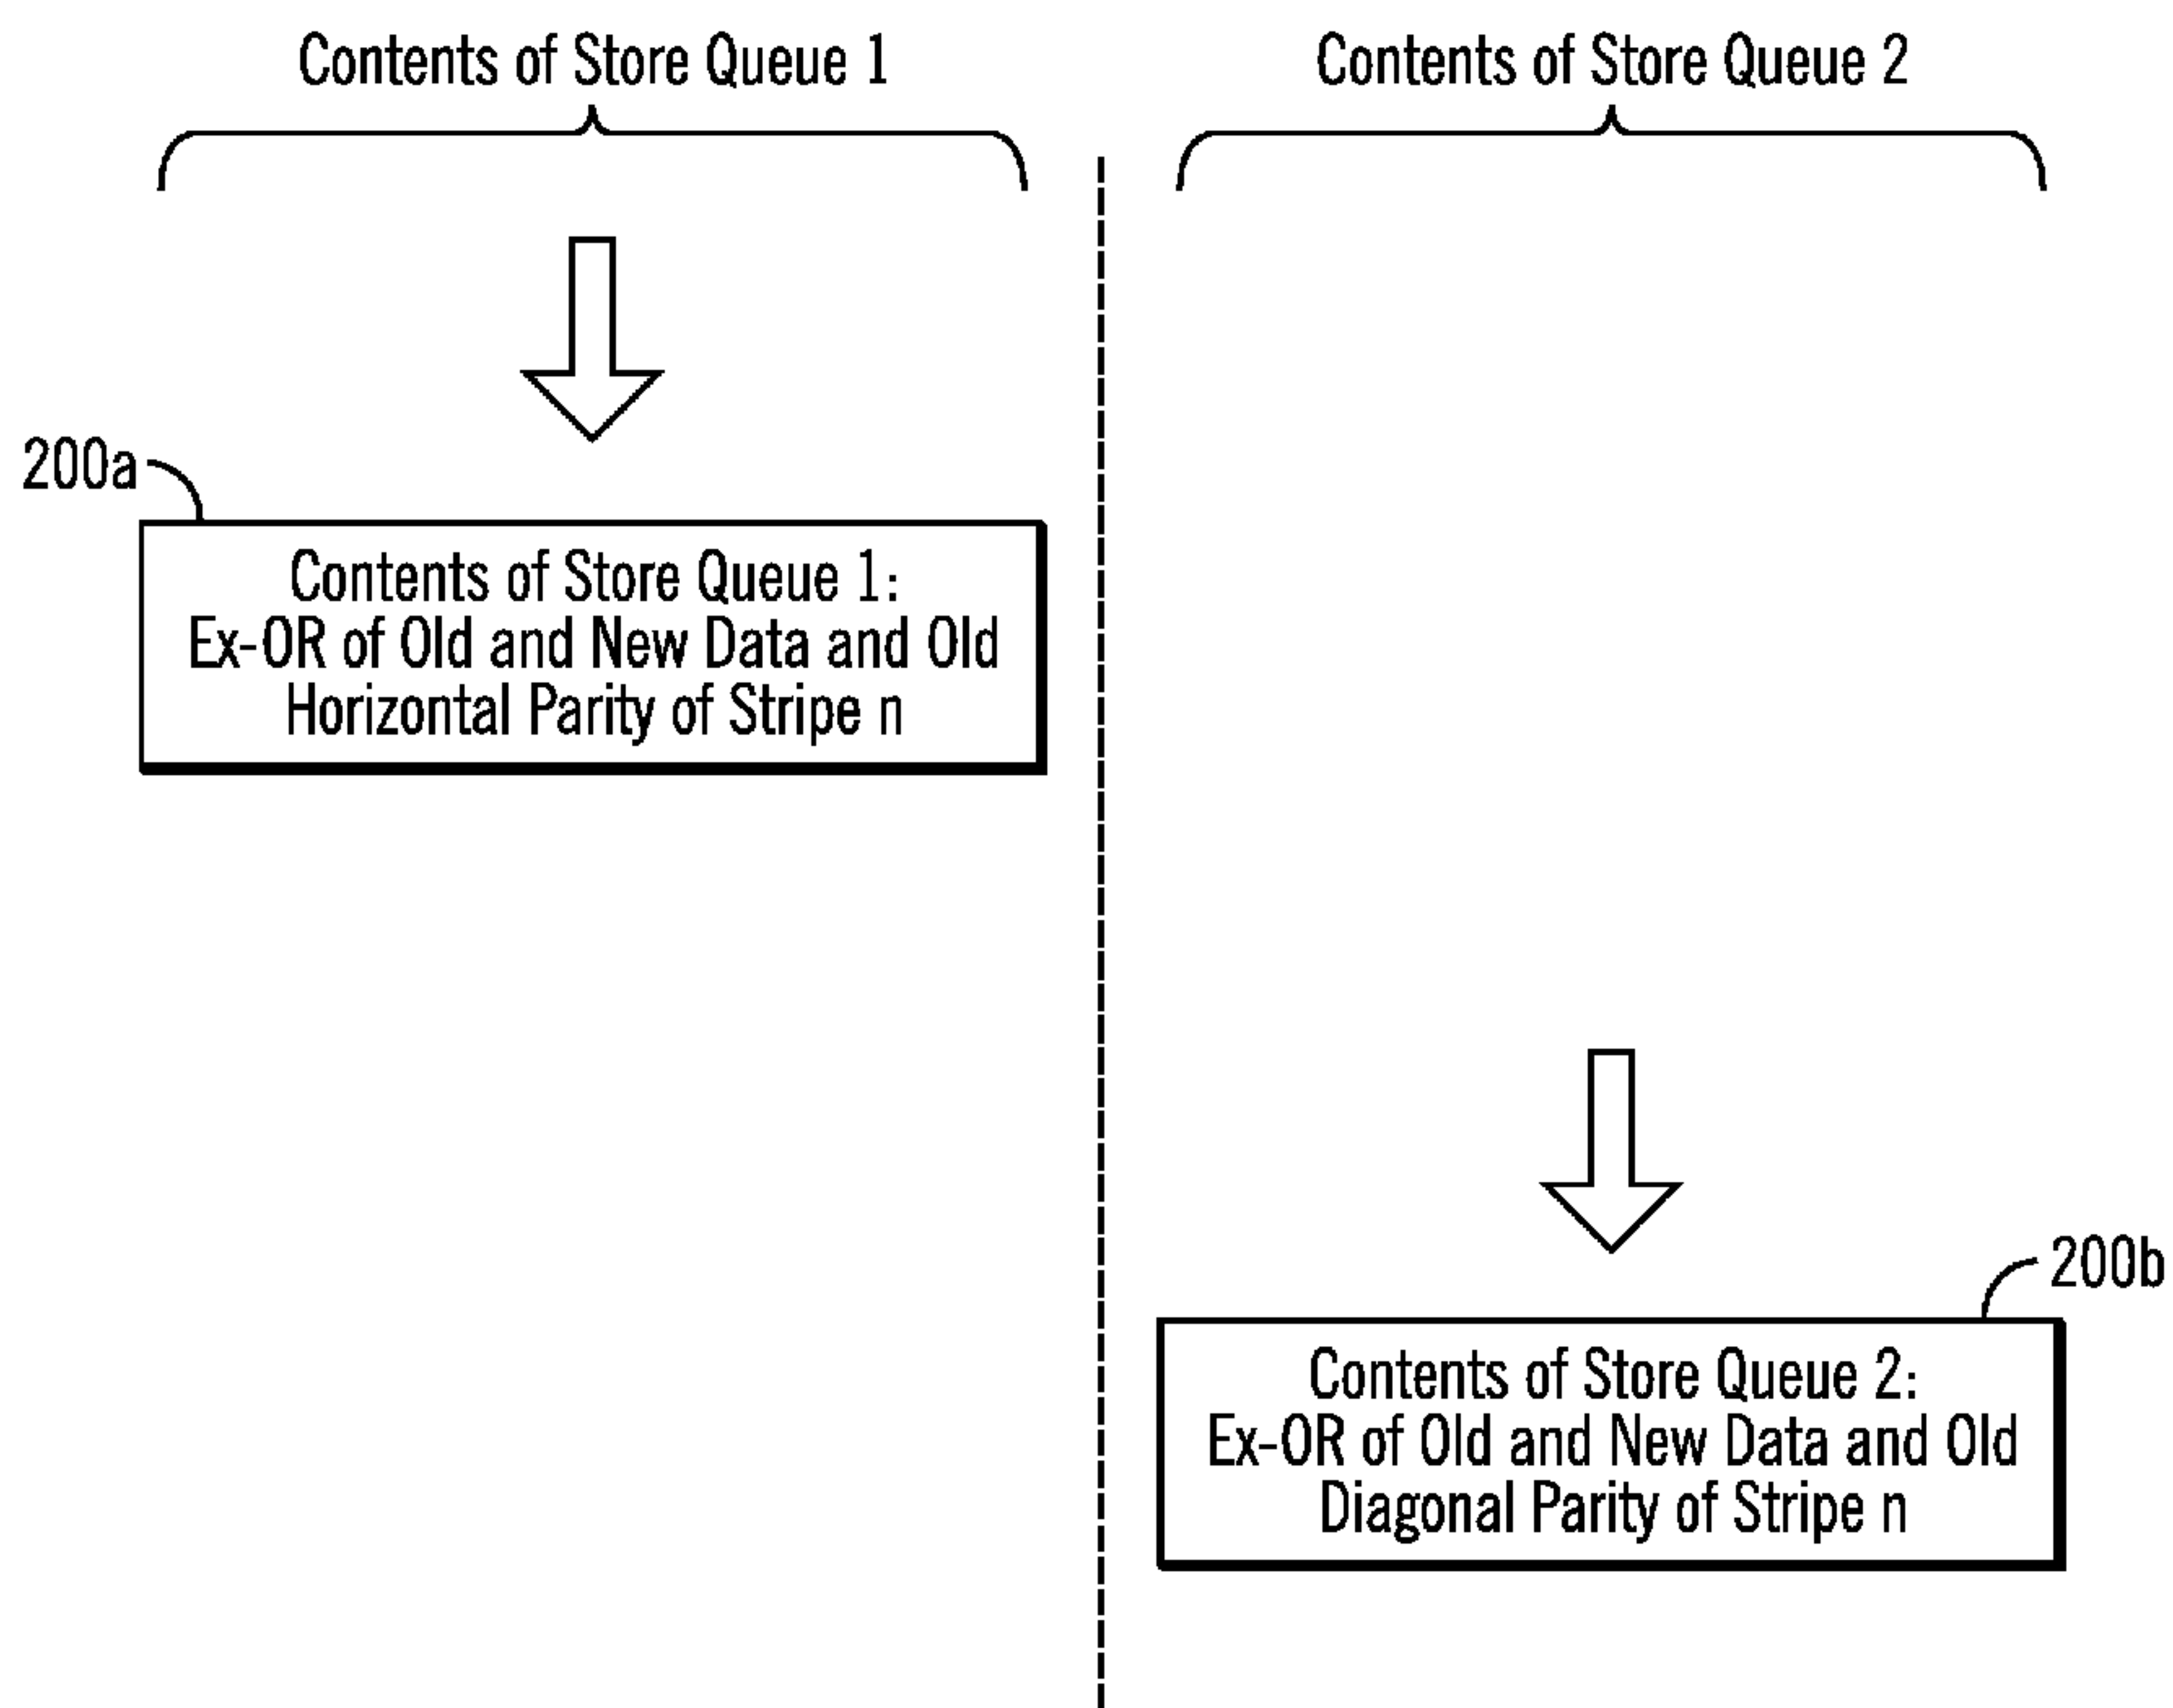 Contents of Store Queue 1
Contents of Store Queue 2
200a
Contents of Store Queue 1:
Ex-OR of Old and New Data and Old
Horizontal Parity of Stripe n
200b
Contents of Store Queue 2:
Ex-OR of Old and New Data and Old
Diagonal Parity of Stripe n